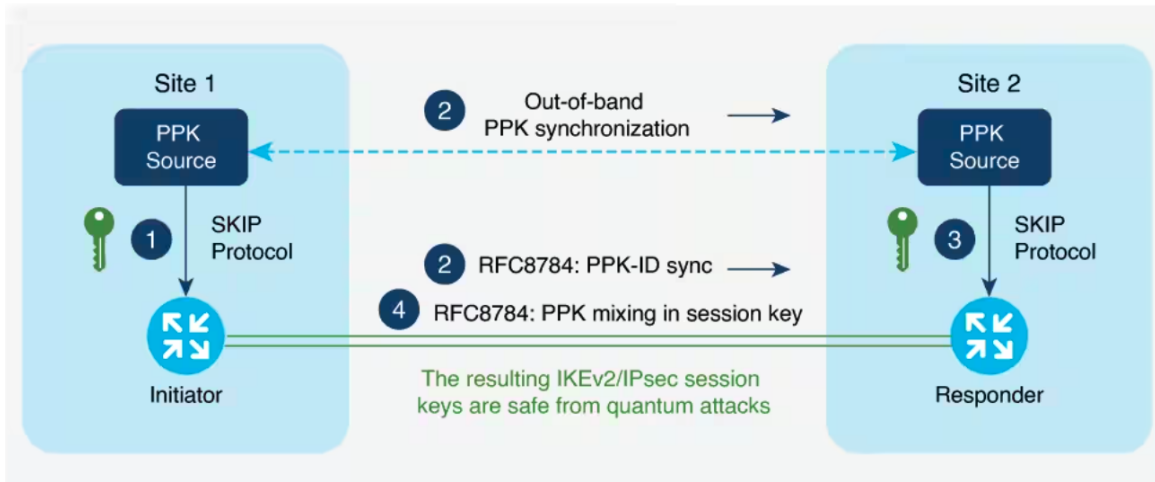 Site 1
Site 2
PPK
Source
2
Out-of-band
PPK synchronization
PPK
Source
1
SKIP
Protocol
3
SKIP
Protocol
2
RFC8784: PPK-ID sync
4
RFC8784: PPK mixing in session key
Initiator
Responder
The resulting IKEv2/IPsec session
keys are safe from quantum attacks